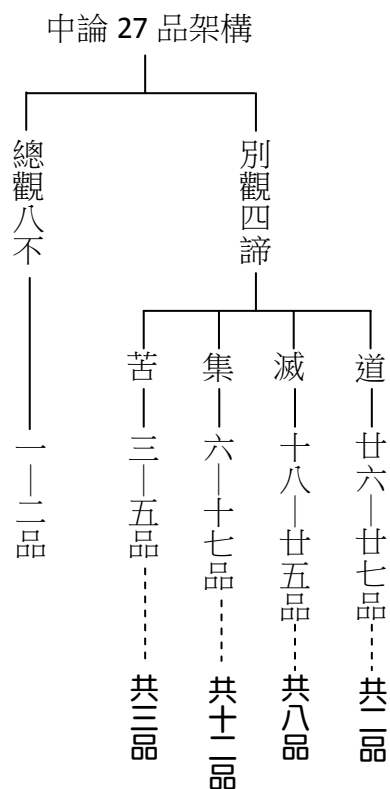 中論 27 品架構
總觀八不
一—二品
別觀四諦
苦
三—五品
共三品
集
六—十七品
共十二品
滅
十八—廿五品
共八品
道
廿六—廿七品
共二品